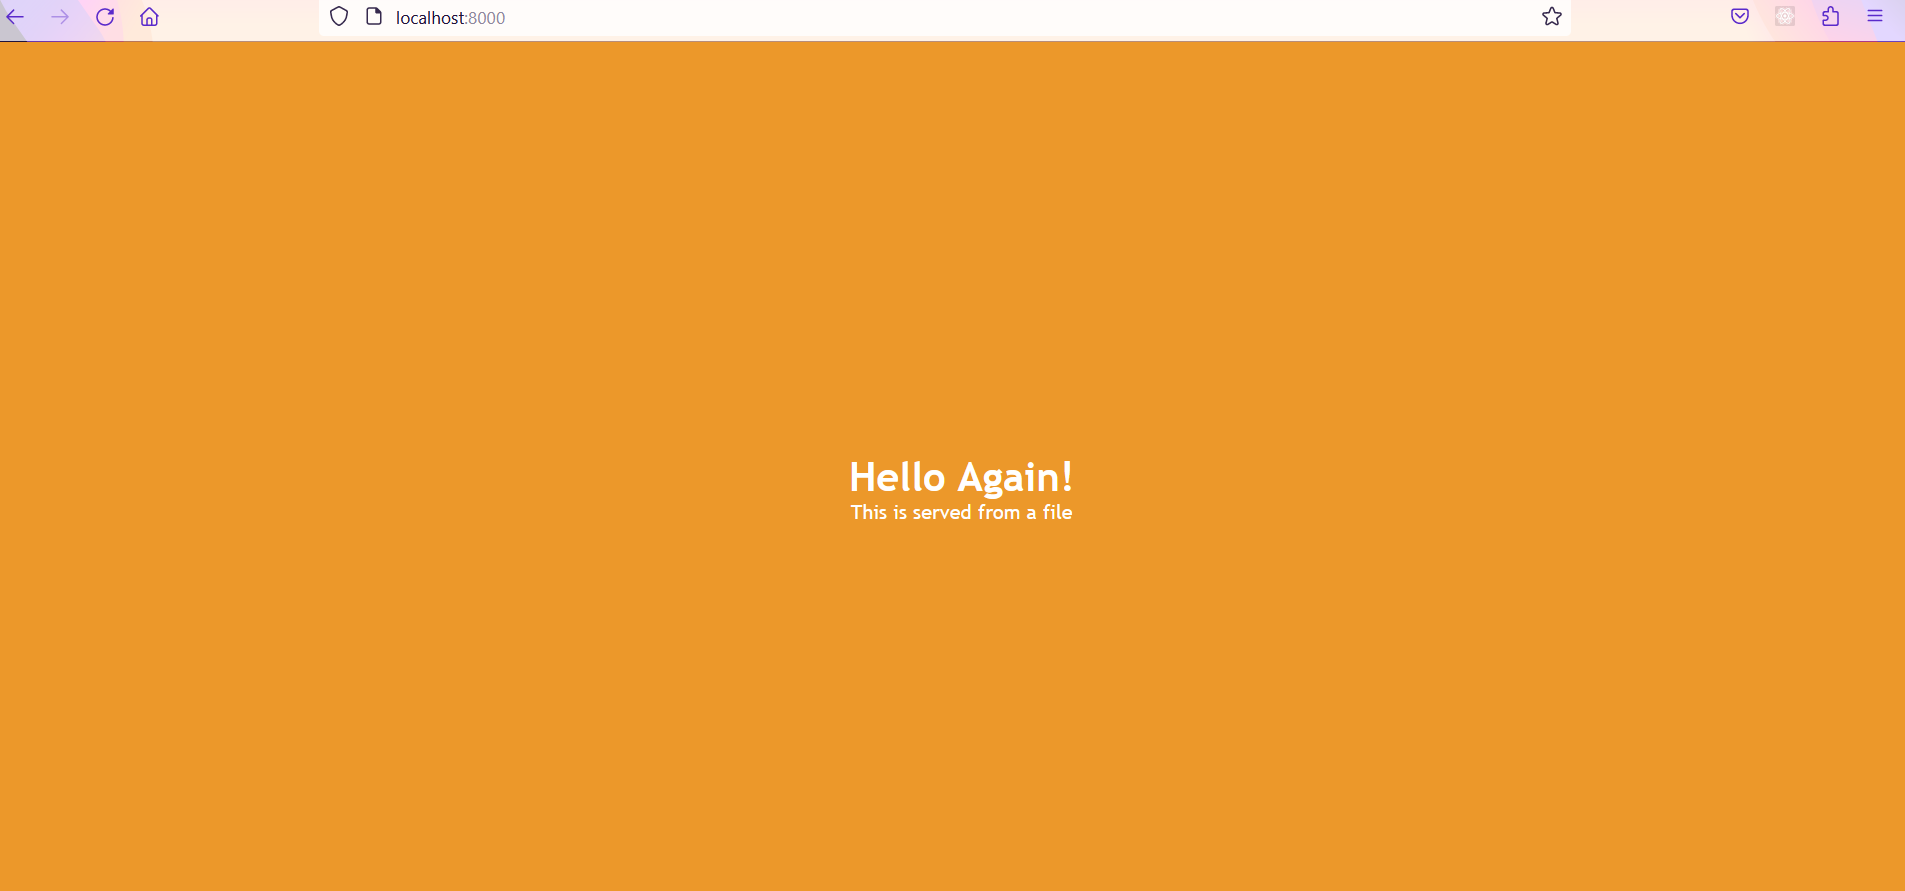 localhost:8000
Hello Again!
This is served from a file